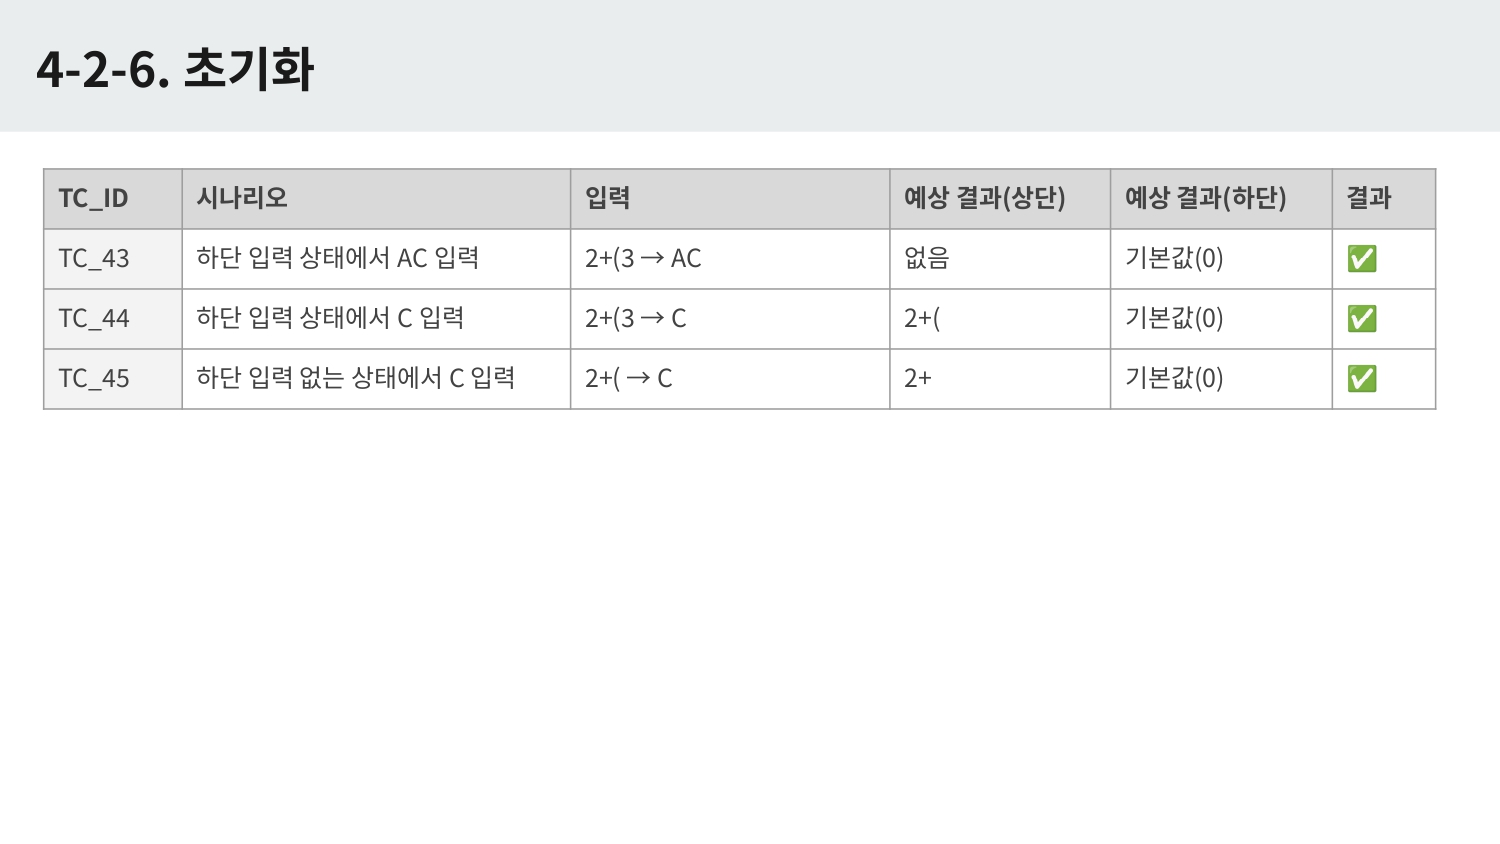 4-2-6. 초기화
TC_ID 시나리오 입력 예상 결과(상단) 예상 결과(하단) 결과
TC_43 하단 입력 상태에서 AC 입력 2+(3 → AC 없음 기본값(0) ✅
TC_44 하단 입력 상태에서 C 입력 2+(3 → C 2+( 기본값(0) ✅
TC_45 하단 입력 없는 상태에서 C 입력 2+( → C 2+ 기본값(0) ✅